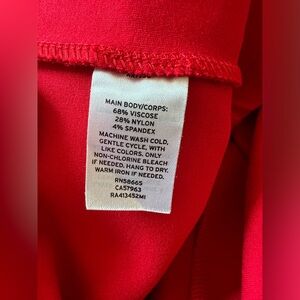 MAIN BODY/CORPS:
68% VISCOSE
28% NYLON
4% SPANDEX
MACHINE WASH COLD,
GENTLE CYCLE, WITH
LIKE COLORS. ONLY
NON-CHLORINE BLEACH
IF NEEDED. HANG TO DRY.
WARM IRON IF NEEDED.
RN58665
CA57963
RA413452MI